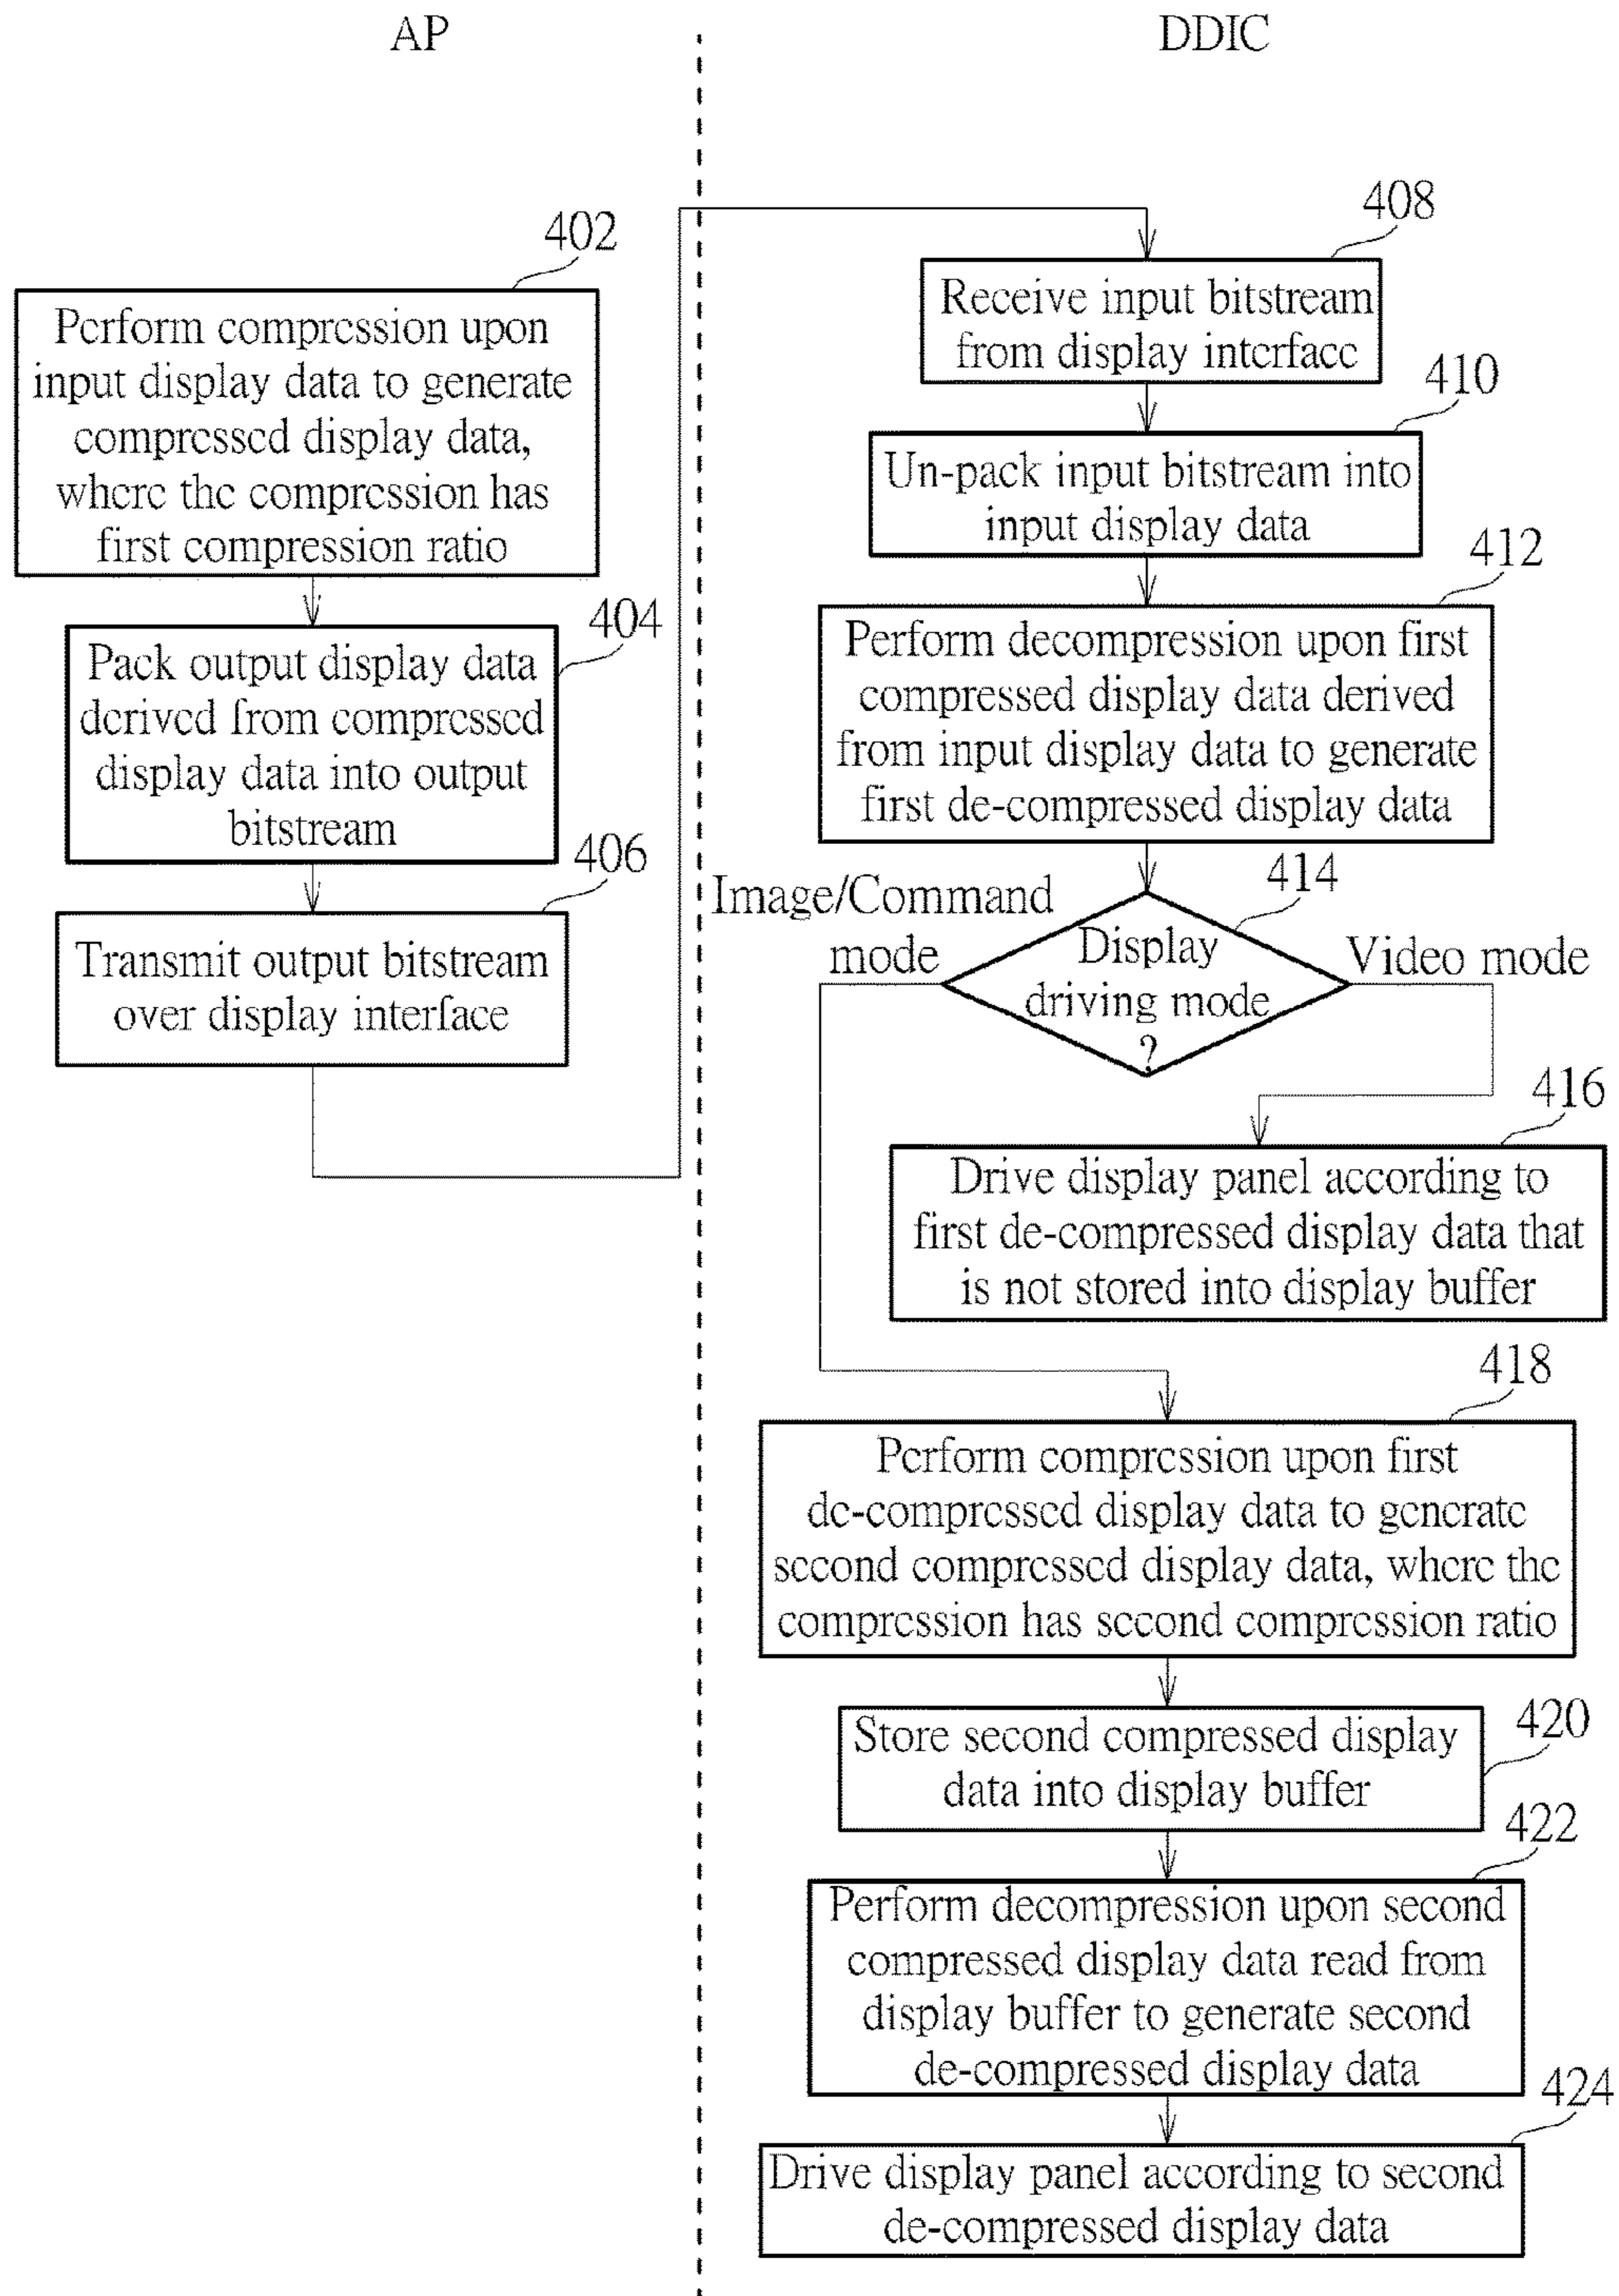 AP
DDIC
402
Perform compression upon
input display data to generate
compressed display data,
where the compression has
first compression ratio
404
Pack output display data
derived from compressed
display data into output
bitstream
406
Transmit output bitstream
over display interface
408
Receive input bitstream
from display interface
410
Un-pack input bitstream into
input display data
412
Perform decompression upon first
compressed display data derived
from input display data to generate
first de-compressed display data
414
Image/Command
mode
Display
driving mode
?
Video mode
416
Drive display panel according to
first de-compressed display data that
is not stored into display buffer
418
Perform compression upon first
de-compressed display data to generate
second compressed display data, where the
compression has second compression ratio
420
Store second compressed display
data into display buffer
422
Perform decompression upon second
compressed display data read from
display buffer to generate second
de-compressed display data
424
Drive display panel according to second
de-compressed display data